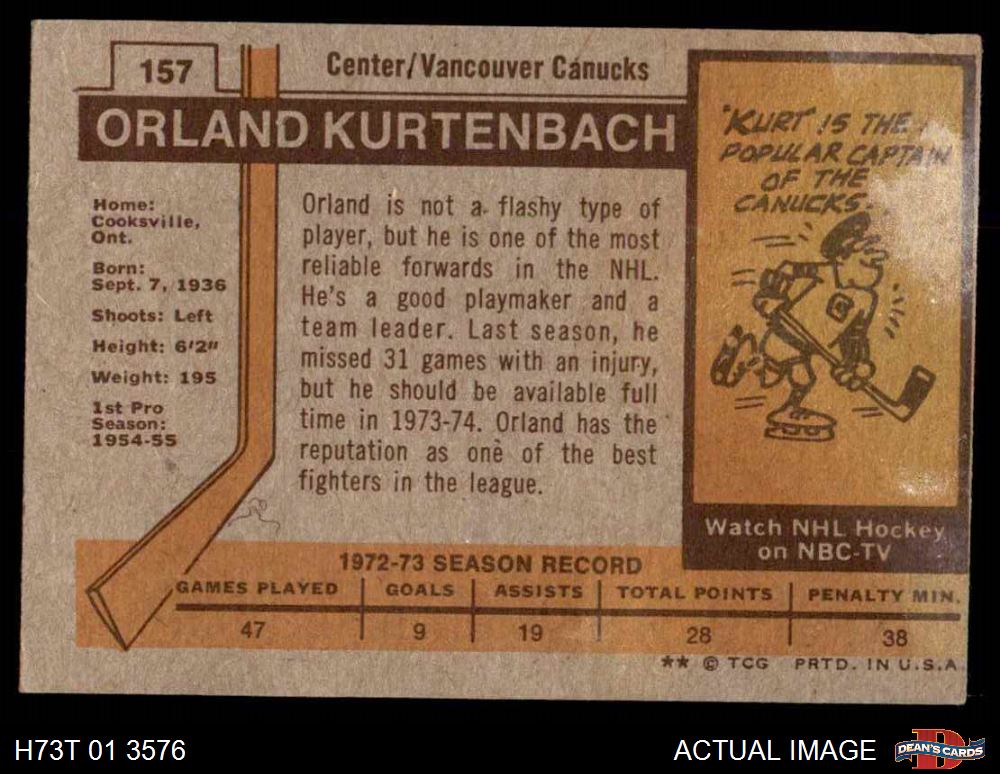 157
Center/Vancouver Canucks
ORLAND KURTENBACH
Home:
Cooksville,
Ont.
Born:
Sept. 7, 1936
Shoots: Left
Height: 6'2"
Weight: 195
1st Pro
Season:
1954-55
Orland is not a flashy type of
player, but he is one of the most
reliable forwards in the NHL.
He's a good playmaker and a
team leader. Last season, he
missed 31 games with an injury,
but he should be available full
time in 1973-74. Orland has the
reputation as one of the best
fighters in the league.
"KURT" IS THE
POPULAR CAPTAIN
OF THE
CANUCKS.
Watch NHL Hockey
on NBC-TV
1972-73 SEASON RECORD
GAMES PLAYED GOALS ASSISTS TOTAL POINTS PENALTY MIN.
47 9 19 28 38
** © TCG PRTD. IN U.S.A.
H73T 01 3576
ACTUAL IMAGE
D
DEAN'S CARDS